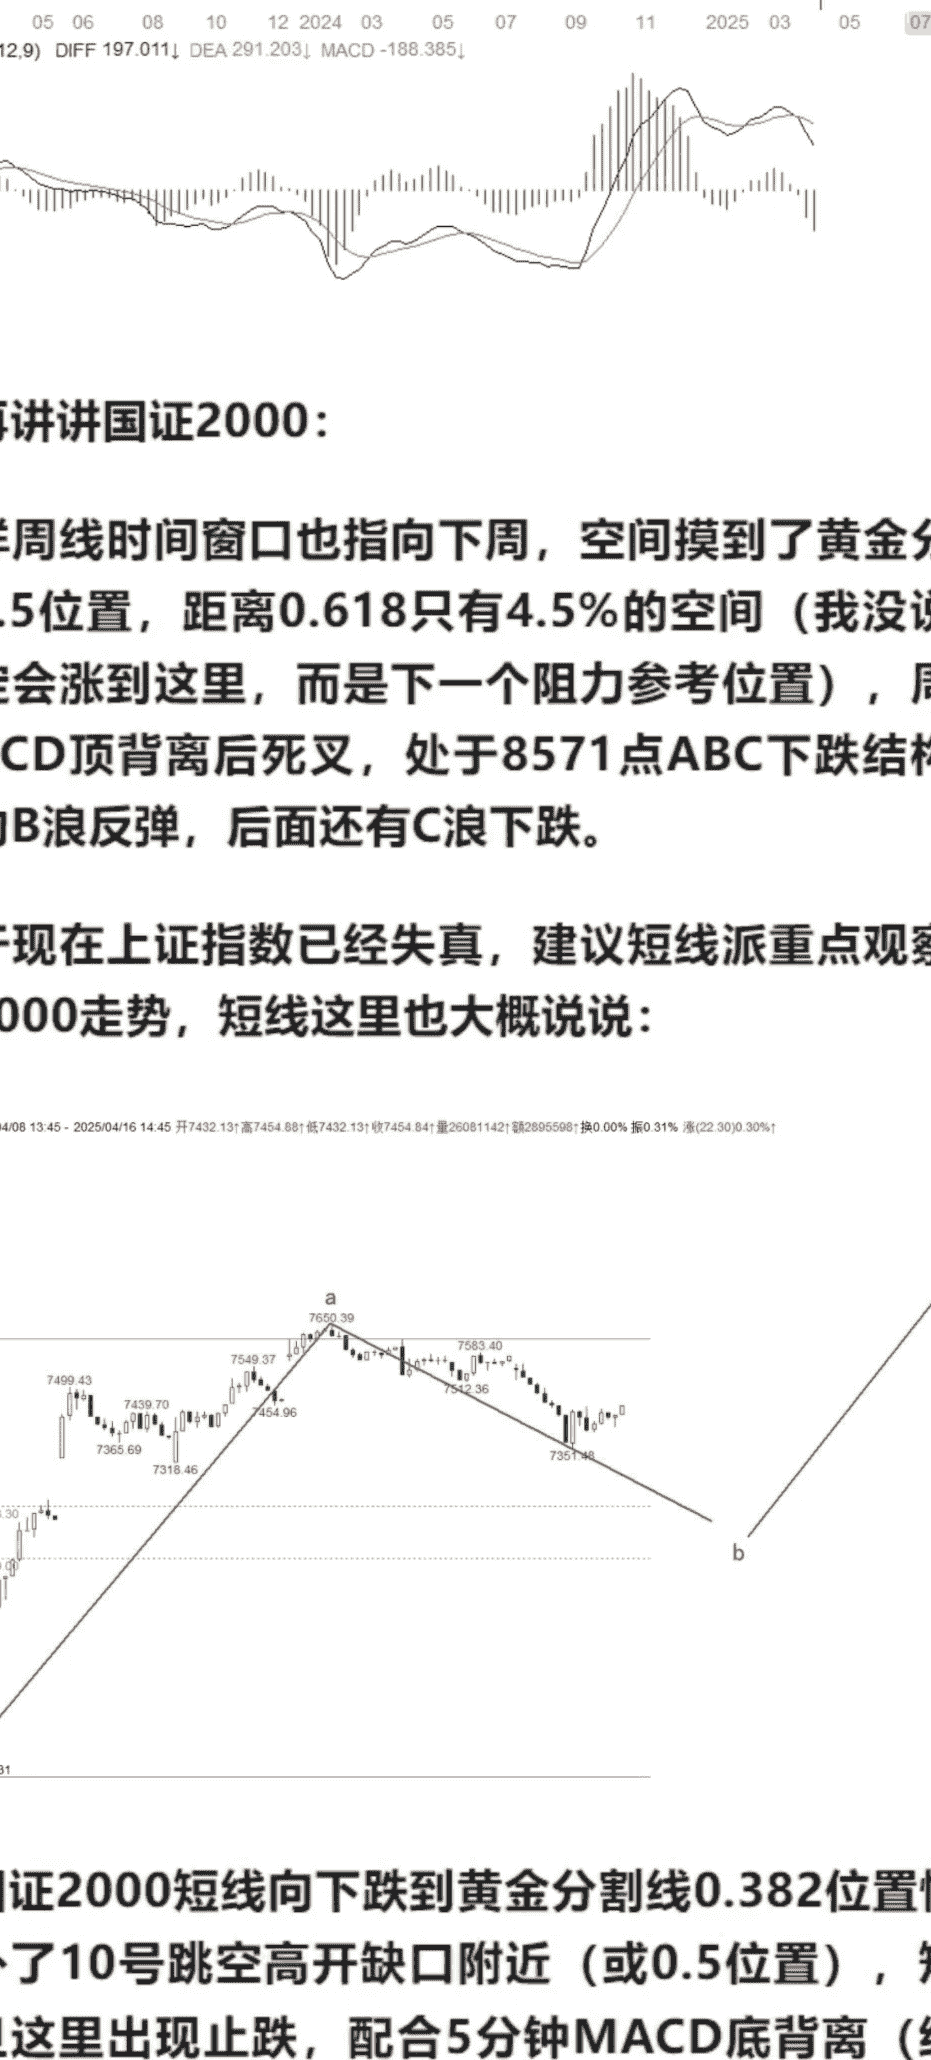 05 06 08 10 12 2024 03 05 07 09 11 2025 03 05 07
12,9) DIFF 197.011↓ DEA 291.203↓ MACD -188.385↓
讲讲国证2000：
周线时间窗口也指向下周，空间摸到了黄金分
.5位置，距离0.618只有4.5%的空间（我没说
会涨到这里，而是下一个阻力参考位置），周
CD顶背离后死叉，处于8571点ABC下跌结构
B浪反弹，后面还有C浪下跌。
现在上证指数已经失真，建议短线派重点观察
000走势，短线这里也大概说说：
04/08 13:45 - 2025/04/16 14:45 开7432.13↑高7454.88↑低7432.13↑收7454.84↑量26081142↑额2895598↑换0.00% 振0.31% 涨(22.30)0.30%↑
a
7650.39
7583.40
7549.37
7499.43
7512.36
7439.70
7454.96
7365.69
7351.48
7318.46
.30
b
31
证2000短线向下跌到黄金分割线0.382位置
了10号跳空高开缺口附近（或0.5位置），
这里出现止跌，配合5分钟MACD底背离（